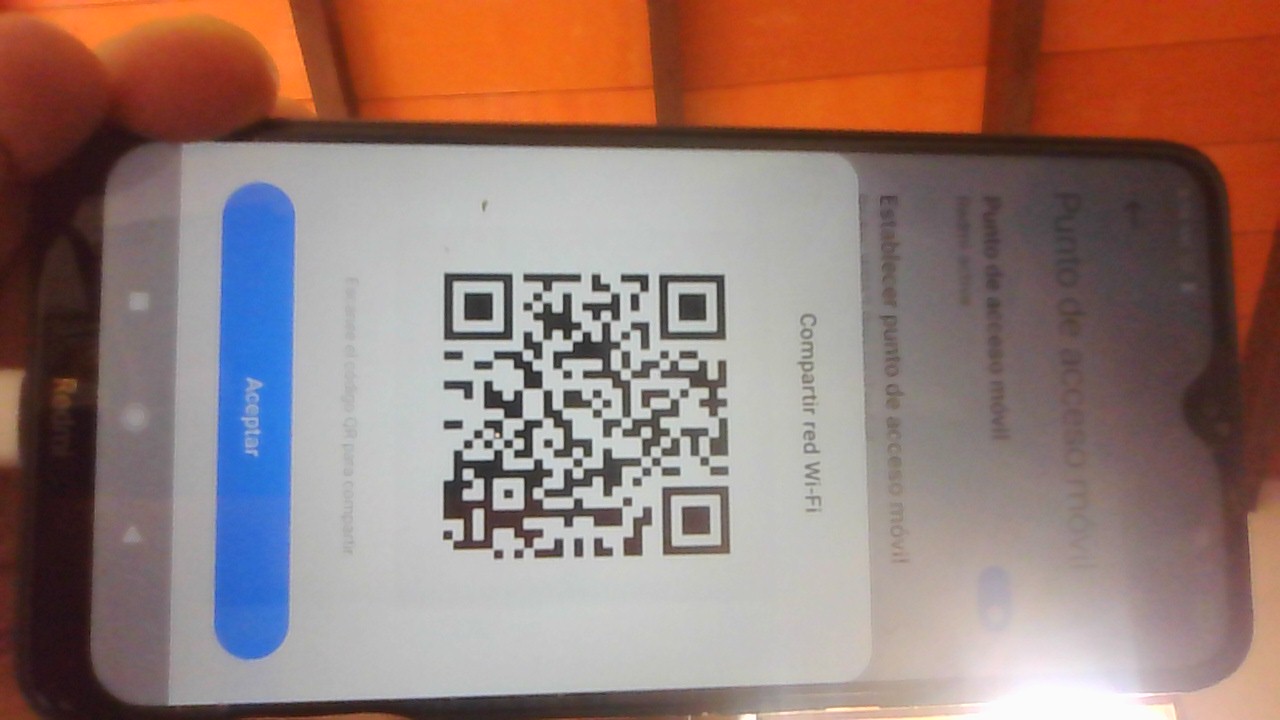 Punto de acceso móvil
Punto de acceso móvil
Establecer punto de acceso móvil
Compartir red Wi-Fi
Escanee el código QR para compartir
Aceptar
Redmi